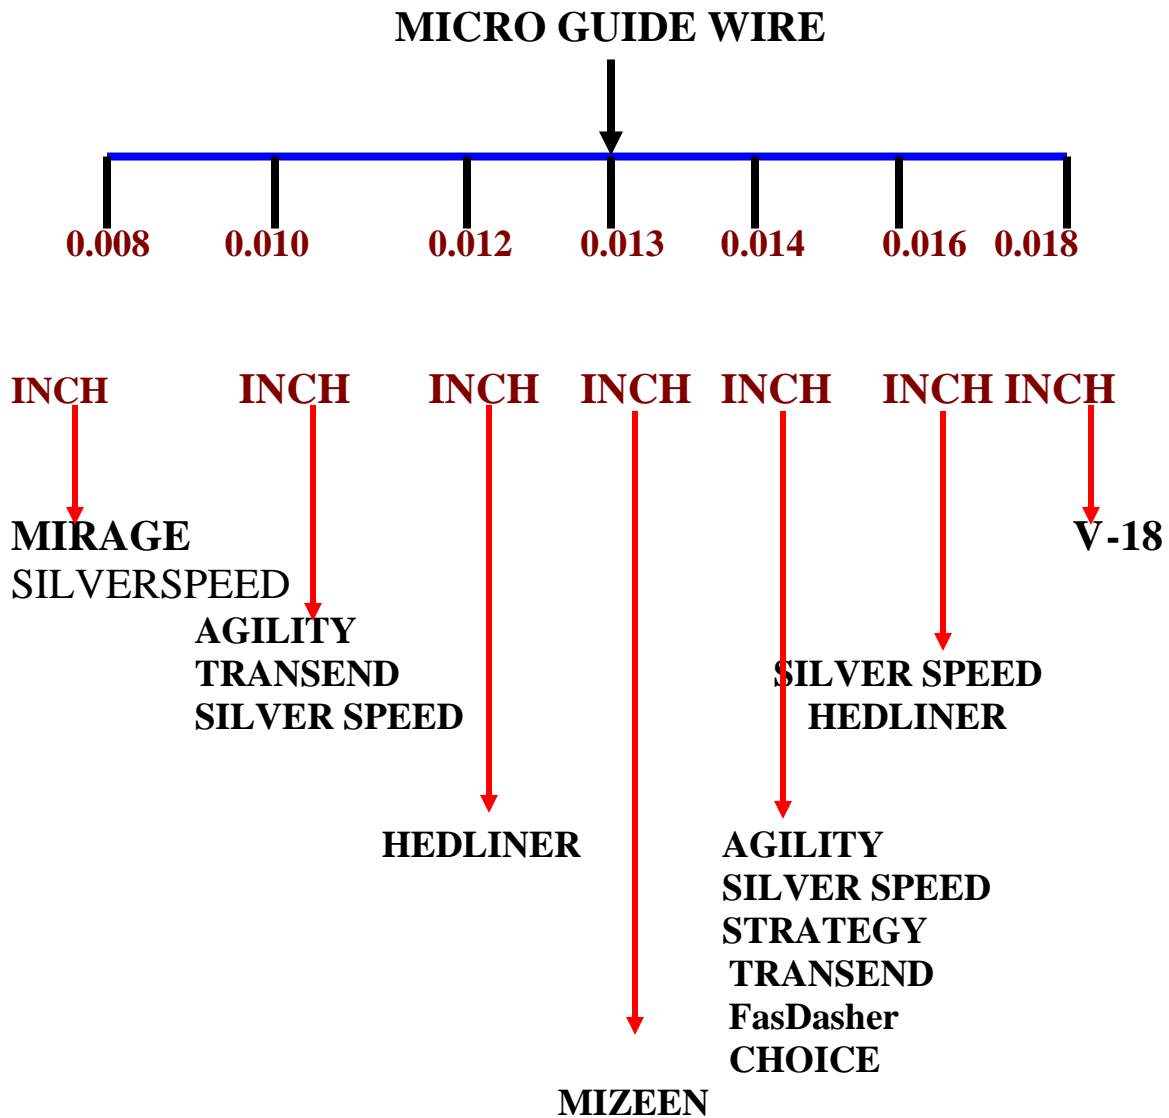 MICRO GUIDE WIRE
0.008 0.010 0.012 0.013 0.014 0.016 0.018
INCH INCH INCH INCH INCH INCH INCH
MIRAGE
SILVERSPEED
V-18
AGILITY
TRANSEND
SILVER SPEED
SILVER SPEED
HEDLINER
HEDLINER
AGILITY
SILVER SPEED
STRATEGY
TRANSEND
FasDasher
CHOICE
MIZEEN